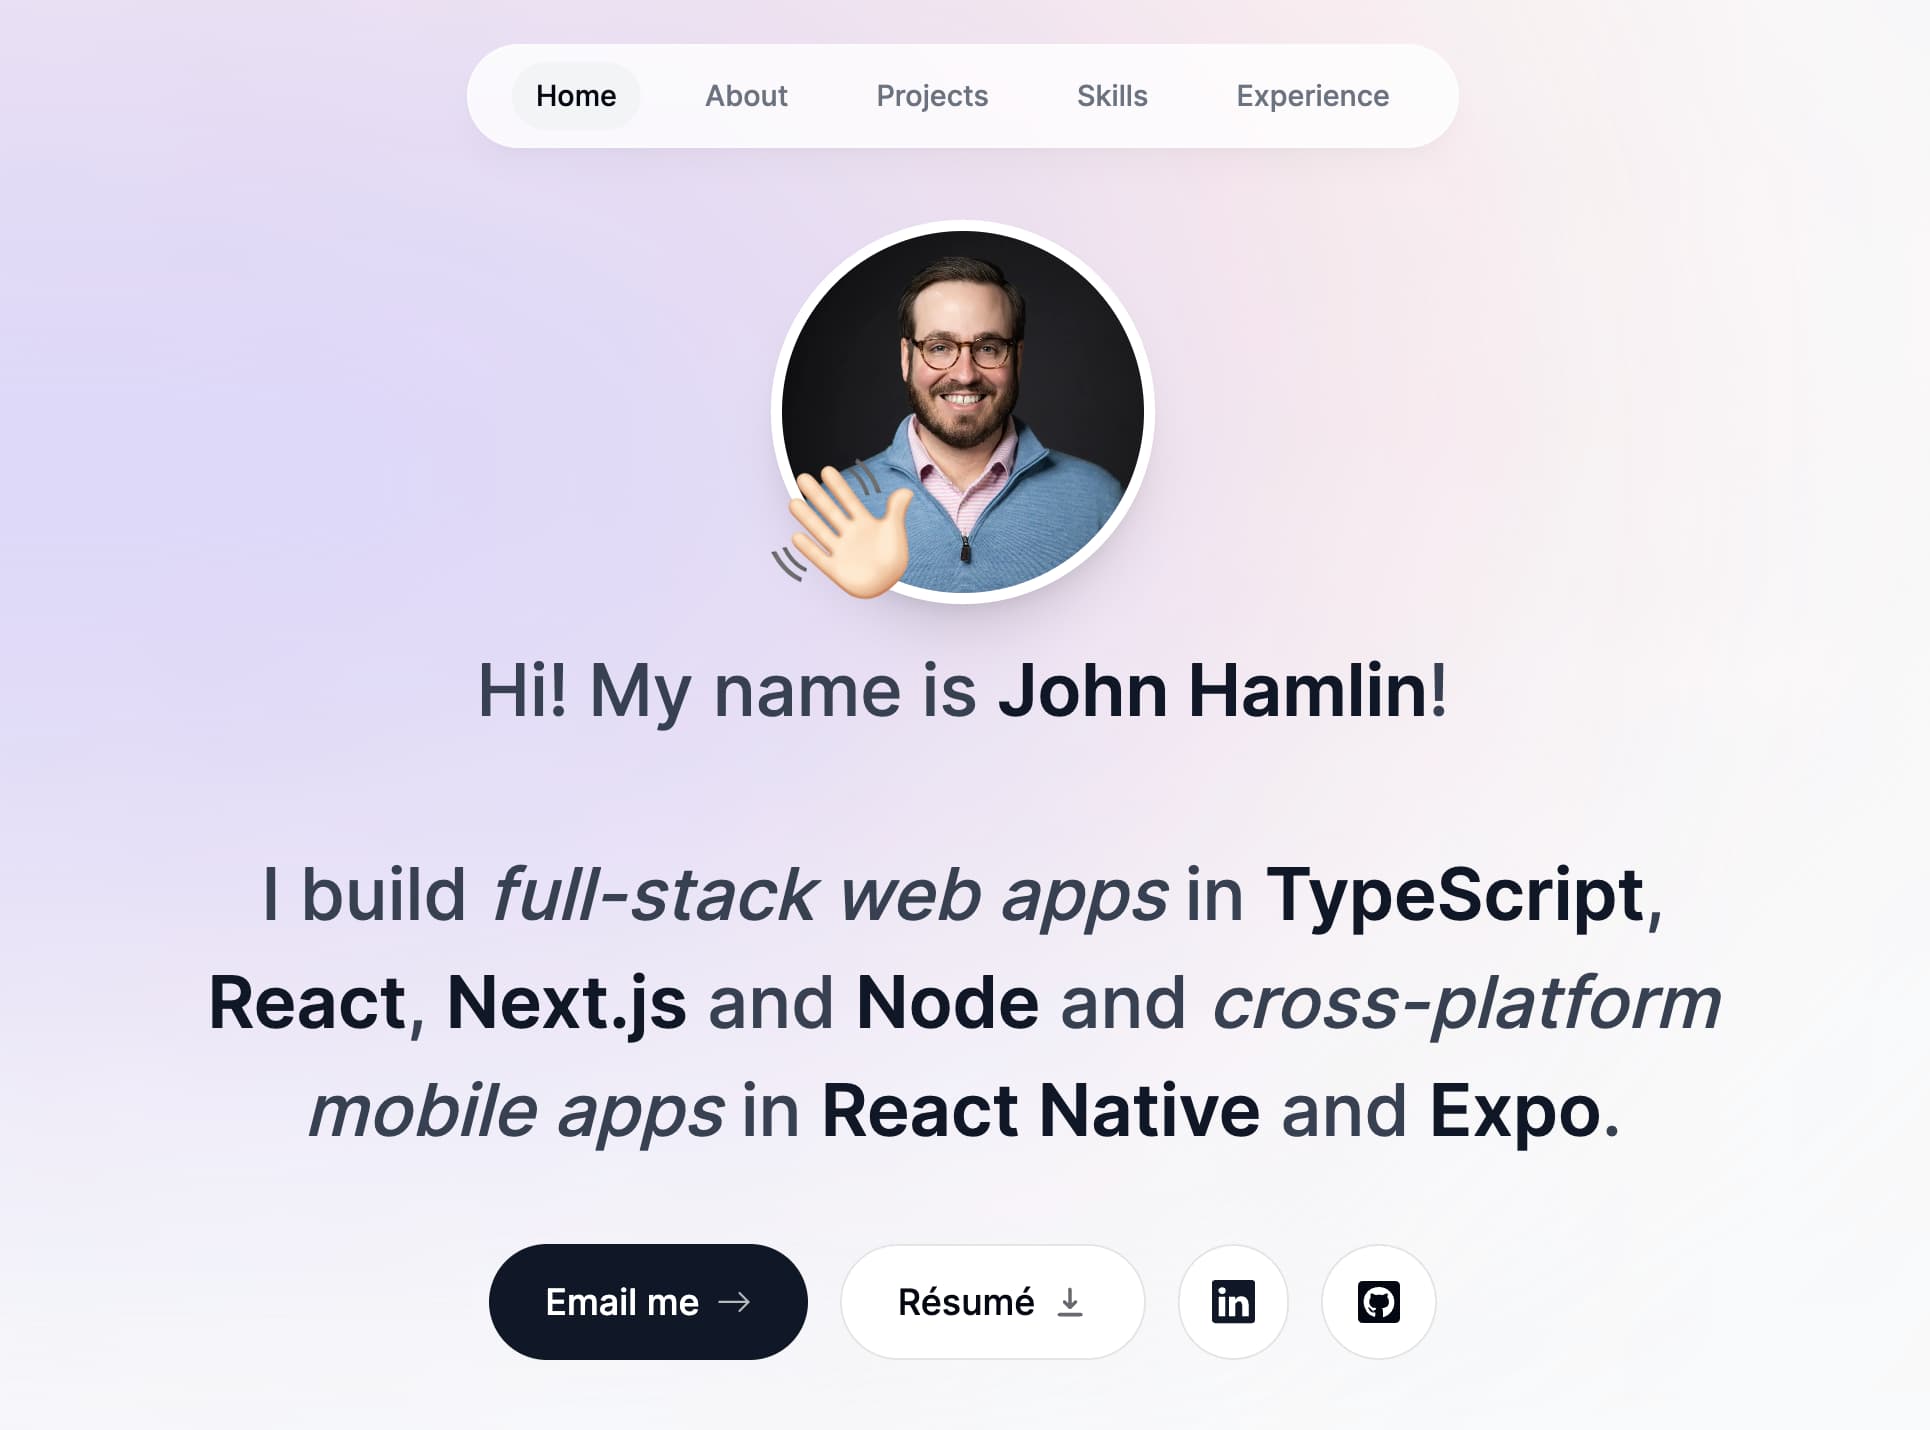 Home About Projects Skills Experience
Hi! My name is John Hamlin!
I build full-stack web apps in TypeScript,
React, Next.js and Node and cross-platform
mobile apps in React Native and Expo.
Email me → Résumé in